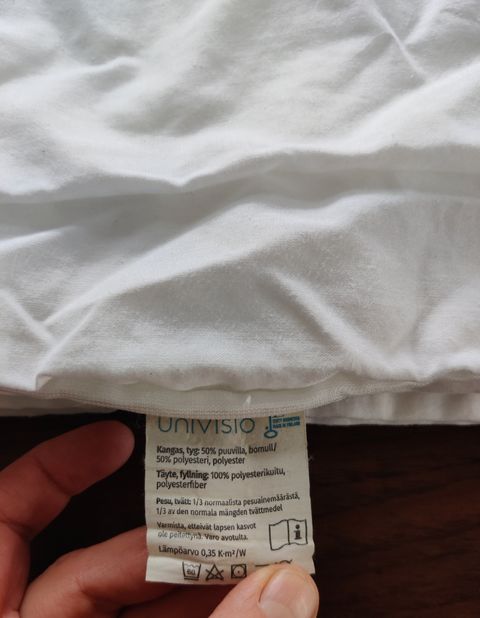 univisio
Kangas, tyg: 50% puuvilla, bomull/
50% polyesteri, polyester
Täyte, fyllning: 100% polyesterikuitu,
polyesterfiber
Pesu, tvätt: 1/3 normaalista pesuainemäärästä,
1/3 av den normala mängden tvättmedel
Varmista, etteivät lapsen kasvot
ole peitettynä. Varo avotulta.
Lämpöarvo 0,35 K·m²/W
60